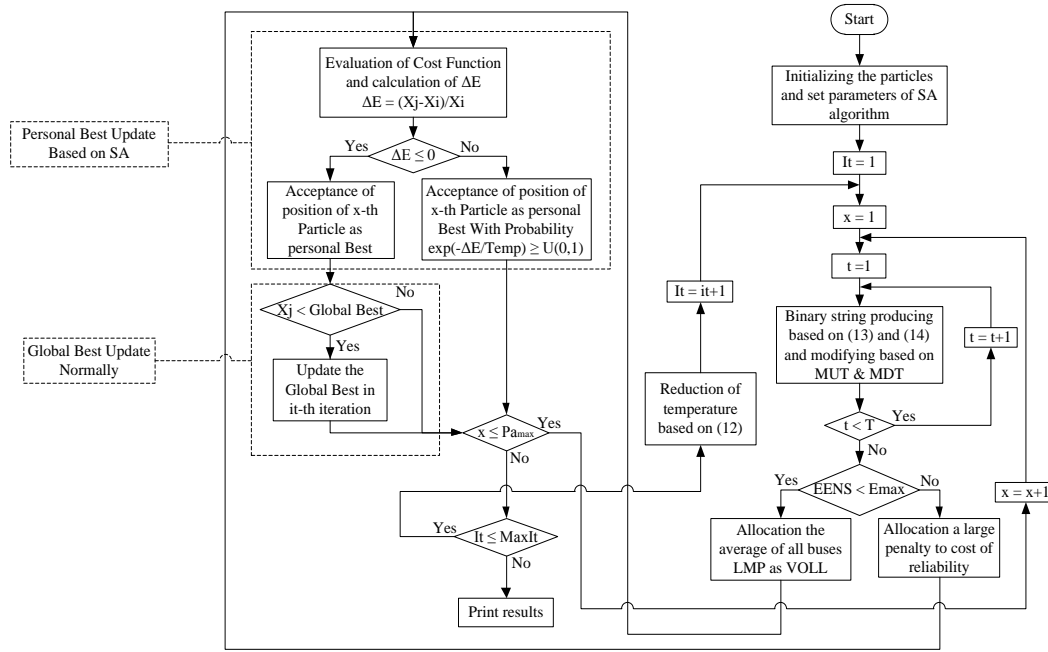 Start
Initializing the particles
and set parameters of SA
algorithm
It = 1
x = 1
t =1
Binary string producing
based on (13) and (14)
and modifying based on
MUT & MDT
t = t+1
t < T
Yes
No
EENS < Emax
Yes
No
Allocation the
average of all buses
LMP as VOLL
Allocation a large
penalty to cost of
reliability
x = x+1
Evaluation of Cost Function
and calculation of ΔE
ΔE = (Xj-Xi)/Xi
Personal Best Update
Based on SA
ΔE ≤ 0
Yes
No
Acceptance of
position of x-th
Particle as
personal Best
Acceptance of position of
x-th Particle as personal
Best With Probability
exp(-ΔE/Temp) ≥ U(0,1)
Global Best Update
Normally
Xj < Global Best
No
Yes
Update the
Global Best in
it-th iteration
x ≤ Pamax
Yes
No
It ≤ MaxIt
Yes
No
Print results
Reduction of
temperature
based on (12)
It = it+1